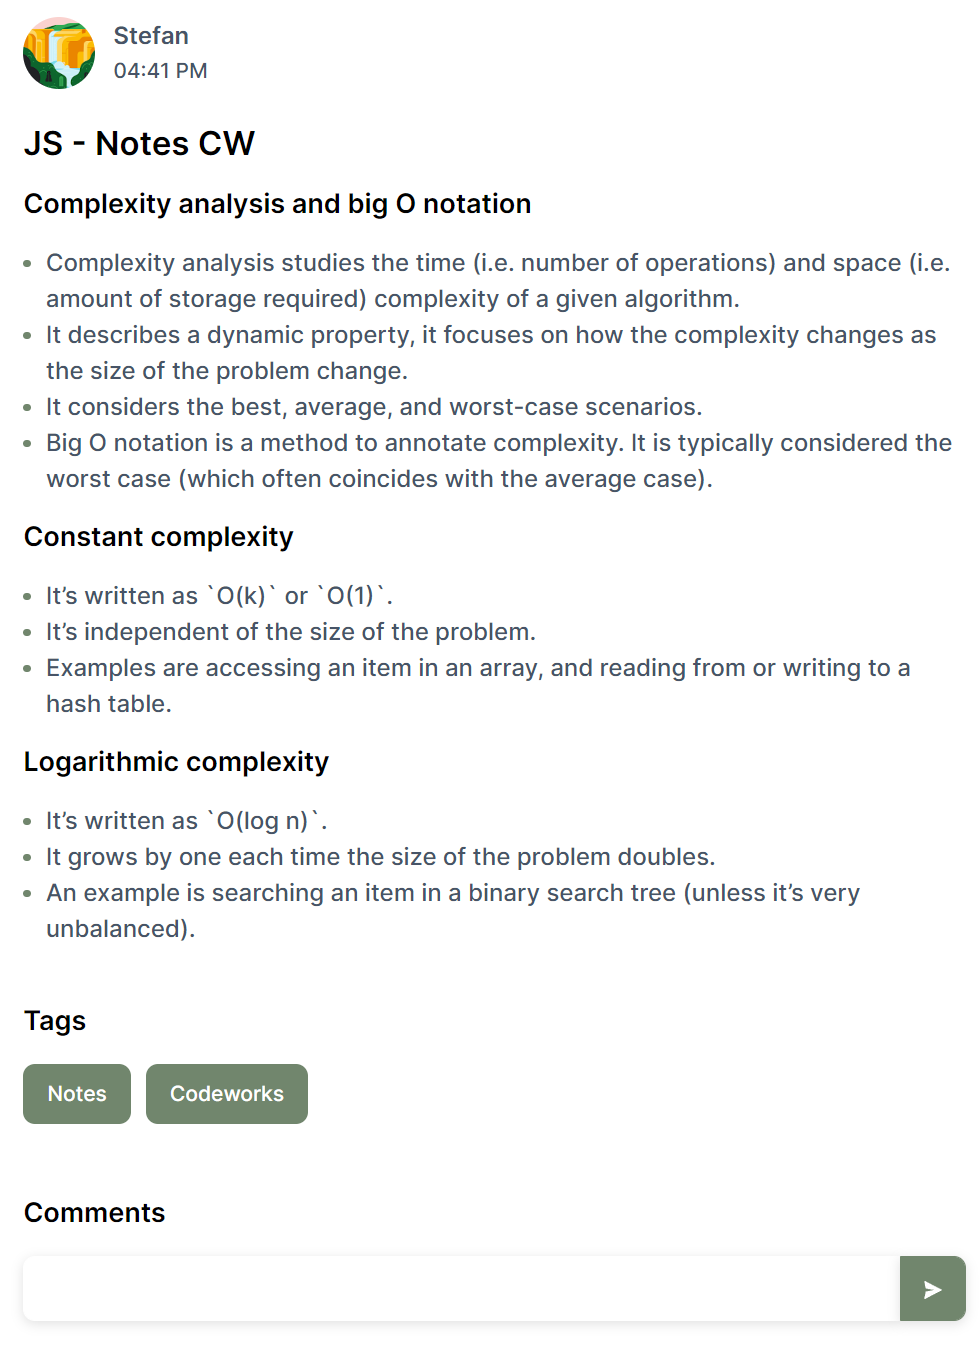 Stefan
04:41 PM
JS - Notes CW
Complexity analysis and big O notation
Complexity analysis studies the time (i.e. number of operations) and space (i.e.
amount of storage required) complexity of a given algorithm.
It describes a dynamic property, it focuses on how the complexity changes as
the size of the problem change.
It considers the best, average, and worst-case scenarios.
Big O notation is a method to annotate complexity. It is typically considered the
worst case (which often coincides with the average case).
Constant complexity
It’s written as `O(k)` or `O(1)`.
It’s independent of the size of the problem.
Examples are accessing an item in an array, and reading from or writing to a
hash table.
Logarithmic complexity
It’s written as `O(log n)`.
It grows by one each time the size of the problem doubles.
An example is searching an item in a binary search tree (unless it’s very
unbalanced).
Tags
Notes Codeworks
Comments